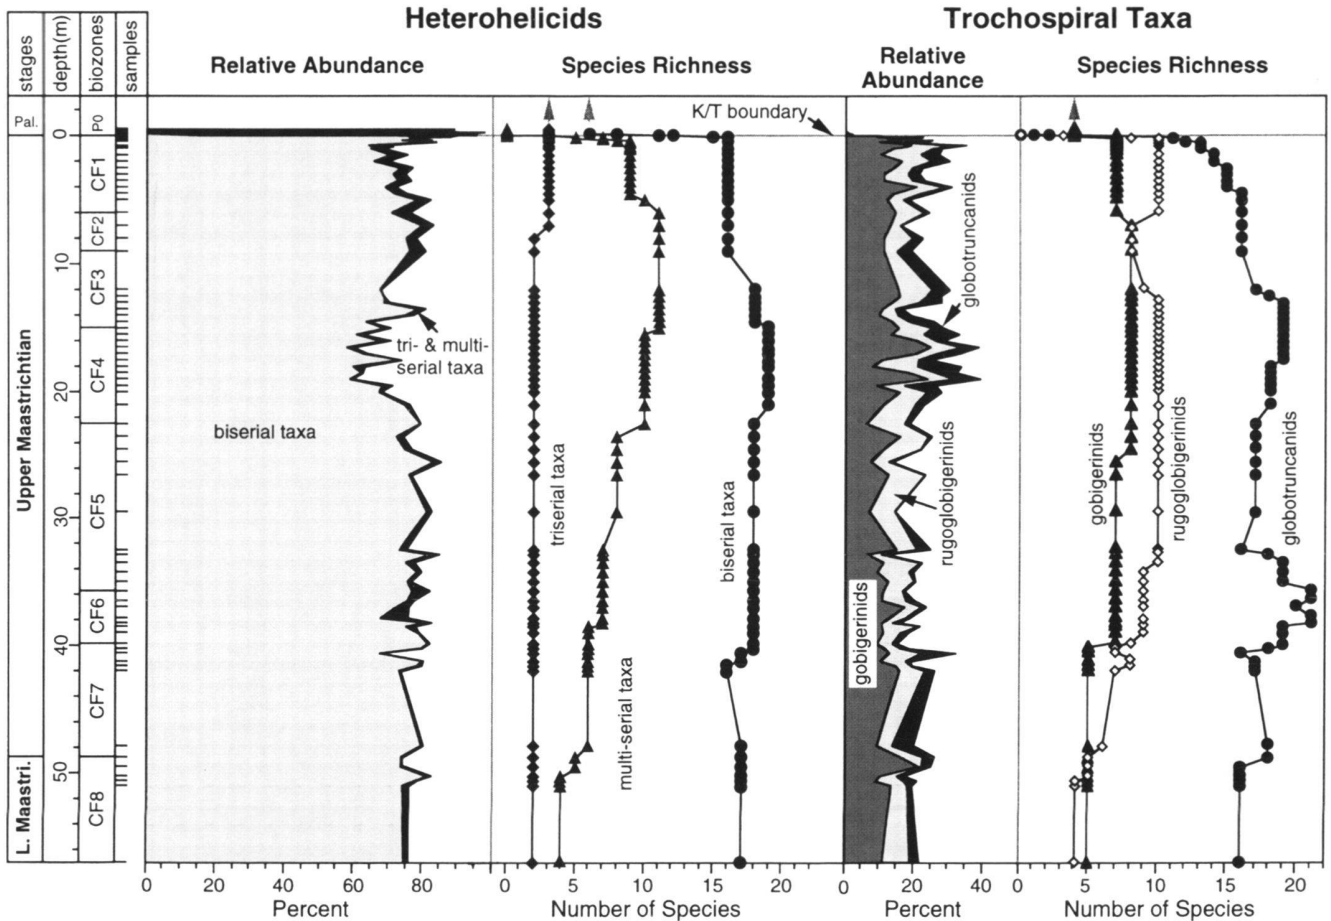 Heterohelicids
Trochospiral Taxa
stages
depth(m)
biozones
samples
Relative Abundance
Species Richness
Relative
Abundance
Species Richness
Pal.
P0
K/T boundary
0
10
20
30
40
50
Upper Maastrichtian
L. Maastri.
CF1
CF2
CF3
CF4
CF5
CF6
CF7
CF8
tri- & multi-
serial taxa
biserial taxa
triserial taxa
multi-serial taxa
biserial taxa
gobigerinids
rugoglobigerinids
globotruncanids
gobigerinids
rugoglobigerinids
globotruncanids
0 20 40 60 80
0 5 10 15 20
0 20 40
0 5 10 15 20
Percent
Number of Species
Percent
Number of Species